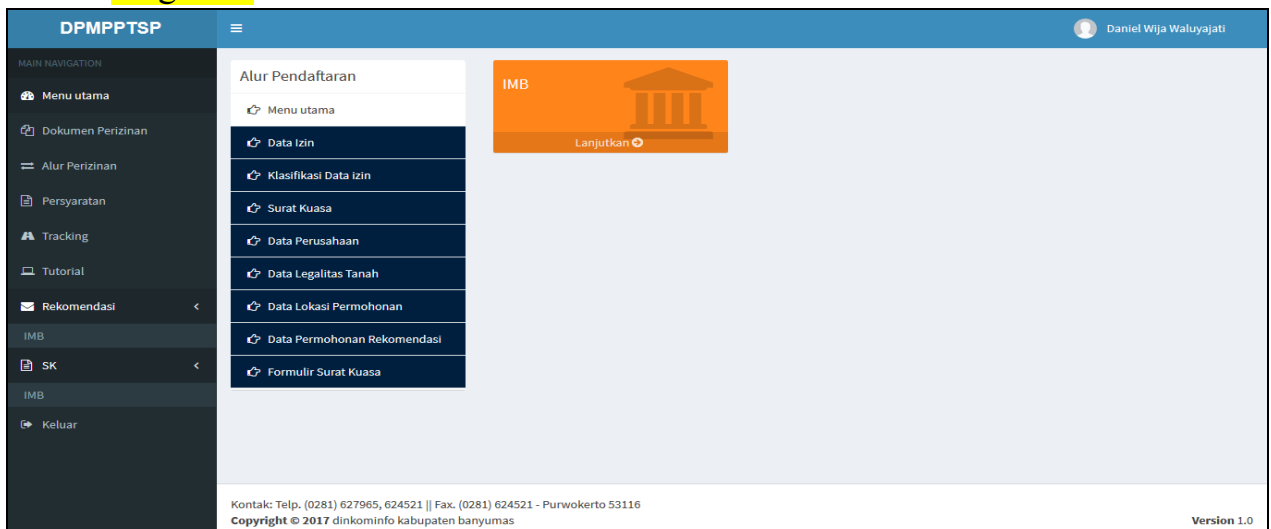 DPMPPTSP
Daniel Wija Waluyajati
MAIN NAVIGATION
Menu utama
Dokumen Perizinan
Alur Perizinan
Persyaratan
Tracking
Tutorial
Rekomendasi
IMB
SK
IMB
Keluar
Alur Pendaftaran
Menu utama
Data Izin
Klasifikasi Data izin
Surat Kuasa
Data Perusahaan
Data Legalitas Tanah
Data Lokasi Permohonan
Data Permohonan Rekomendasi
Formulir Surat Kuasa
IMB
Lanjutkan
Kontak: Telp. (0281) 627965, 624521 || Fax. (0281) 624521 - Purwokerto 53116
Copyright © 2017 dinkominfo kabupaten banyumas
Version 1.0